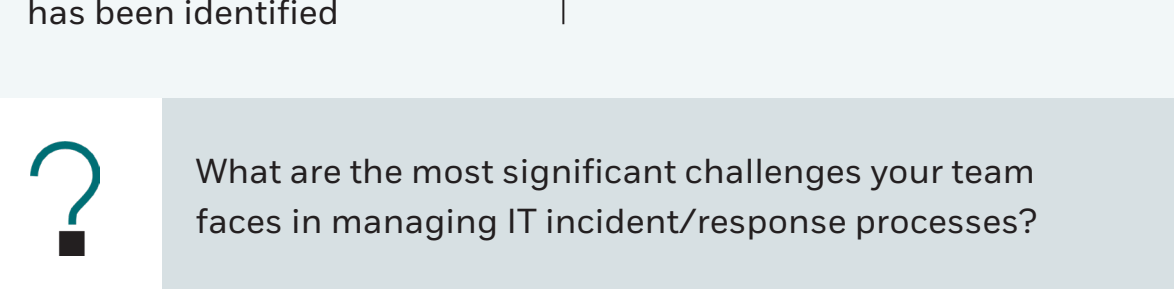 has been identified
What are the most significant challenges your team
faces in managing IT incident/response processes?